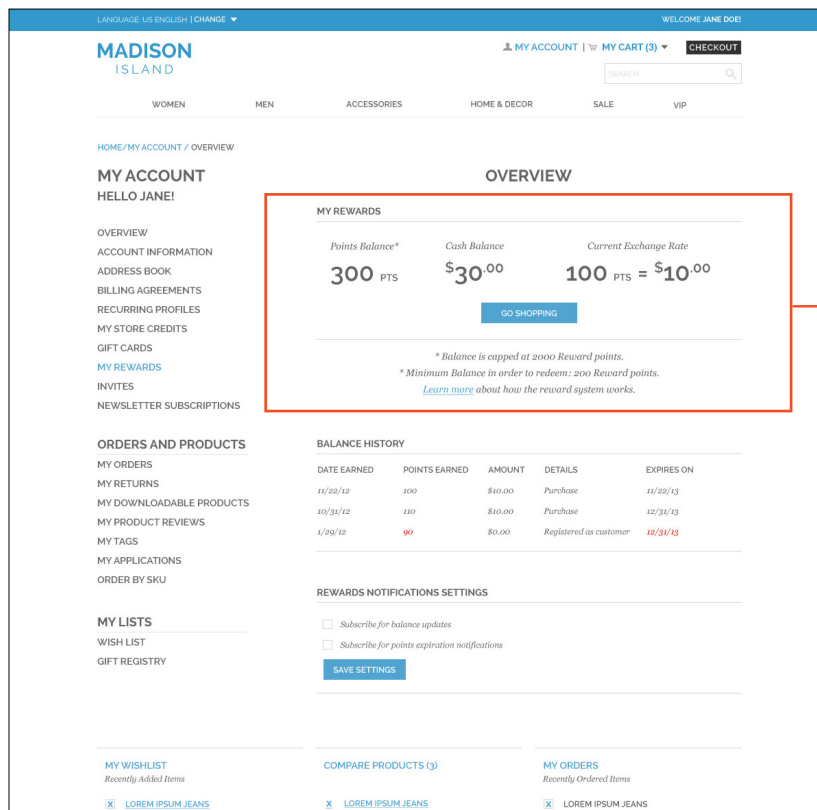 LANGUAGE: US ENGLISH | CHANGE
WELCOME JANE DOE!
MADISON
ISLAND
MY ACCOUNT | MY CART (3)
CHECKOUT
SEARCH
WOMEN MEN ACCESSORIES HOME & DECOR SALE VIP
HOME/MY ACCOUNT / OVERVIEW
MY ACCOUNT
HELLO JANE!
OVERVIEW
ACCOUNT INFORMATION
ADDRESS BOOK
BILLING AGREEMENTS
RECURRING PROFILES
MY STORE CREDITS
GIFT CARDS
MY REWARDS
INVITES
NEWSLETTER SUBSCRIPTIONS
ORDERS AND PRODUCTS
MY ORDERS
MY RETURNS
MY DOWNLOADABLE PRODUCTS
MY PRODUCT REVIEWS
MY TAGS
MY APPLICATIONS
ORDER BY SKU
MY LISTS
WISH LIST
GIFT REGISTRY
OVERVIEW
MY REWARDS
Points Balance* Cash Balance Current Exchange Rate
300 PTS $30.00 100 PTS = $10.00
GO SHOPPING
* Balance is capped at 2000 Reward points.
* Minimum Balance in order to redeem: 200 Reward points.
Learn more about how the reward system works.
BALANCE HISTORY
DATE EARNED POINTS EARNED AMOUNT DETAILS EXPIRES ON
11/22/12 100 $10.00 Purchase 11/22/13
10/31/12 110 $10.00 Purchase 12/31/13
1/29/12 90 $0.00 Registered as customer 12/31/13
REWARDS NOTIFICATIONS SETTINGS
Subscribe for balance updates
Subscribe for points expiration notifications
SAVE SETTINGS
MY WISHLIST
Recently Added Items
X LOREM IPSUM JEANS
COMPARE PRODUCTS (3)
X LOREM IPSUM JEANS
MY ORDERS
Recently Ordered Items
X LOREM IPSUM JEANS